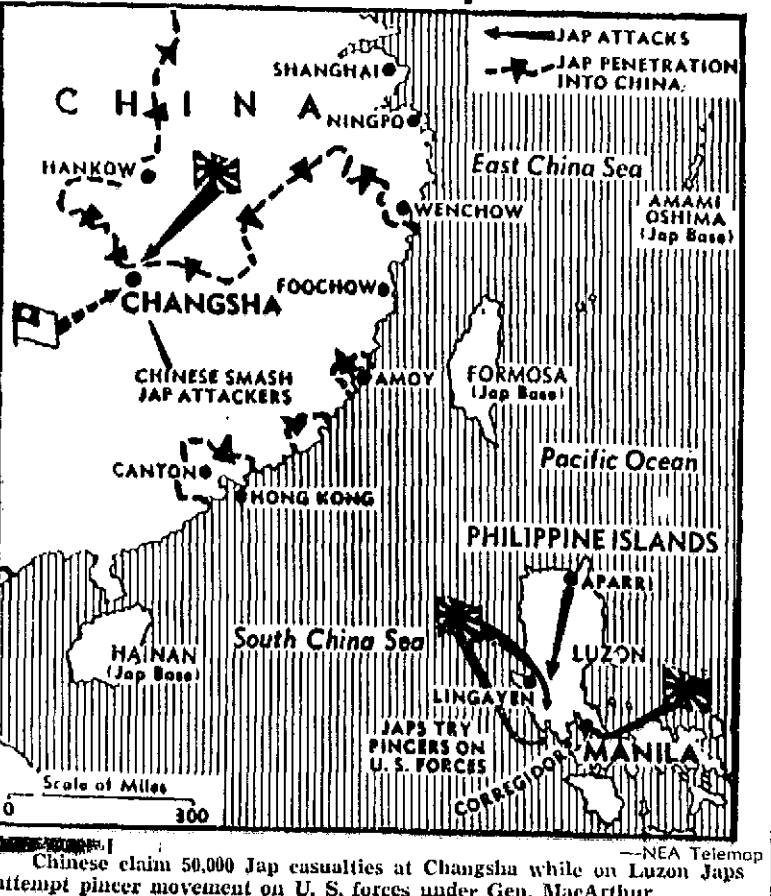 JAP ATTACKS
JAP PENETRATION
INTO CHINA
SHANGHAI
CHINA
NINGPO
HANKOW
East China Sea
WENCHOW
AMAMI
OSHIMA
(Jap Base)
CHANGSHA
FOOCHOW
CHINESE SMASH
JAP ATTACKERS
AMOY
FORMOSA
(Jap Base)
CANTON
HONG KONG
Pacific Ocean
PHILIPPINE ISLANDS
APARRI
South China Sea
LUZON
HAINAN
(Jap Base)
LINGAYEN
JAPS TRY
PINCERS ON
U. S. FORCES
MANILA
CORREGIDOR
Scale of Miles
0 300
—NEA Telemap
Chinese claim 50,000 Jap casualties at Changsha while on Luzon Japs
attempt pincer movement on U. S. forces under Gen. MacArthur